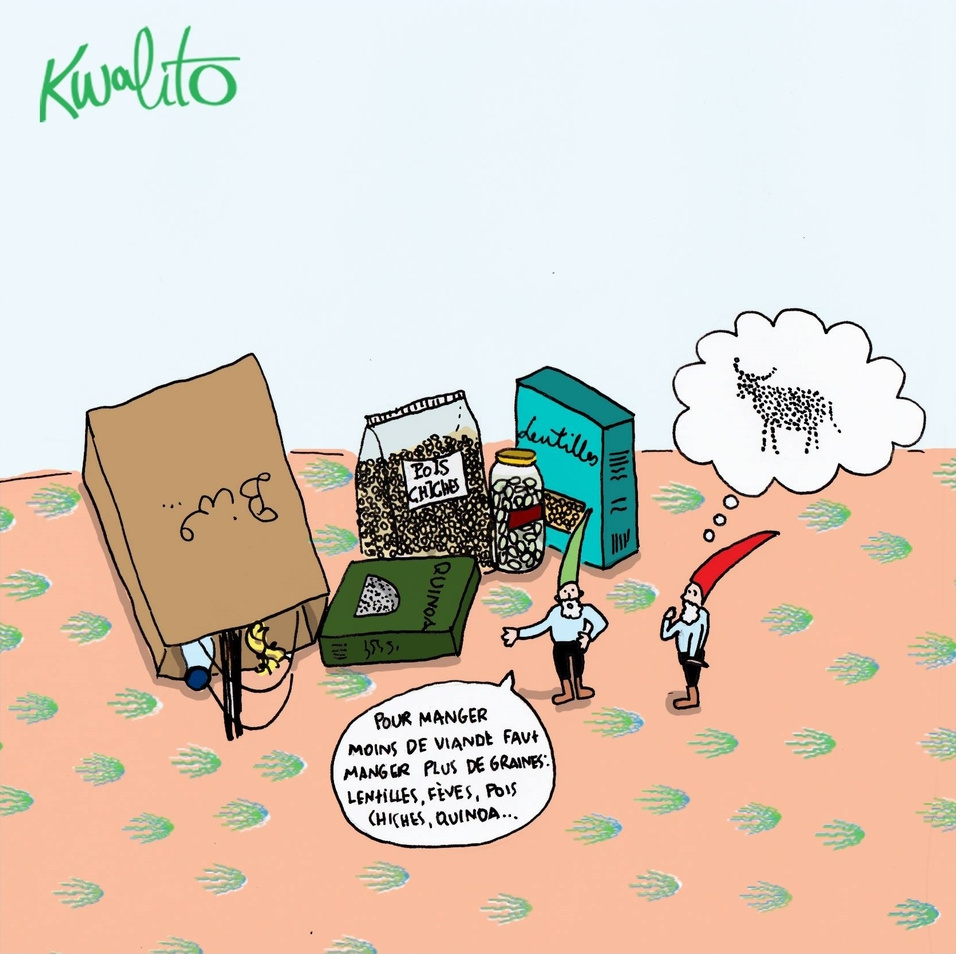 Kwalito
Bio...
POIS
CHICHES
Lentilles
QUINOA
POUR MANGER
MOINS DE VIANDE FAUT
MANGER PLUS DE GRAINES:
LENTILLES, FÈVES, POIS
CHICHES, QUINOA...